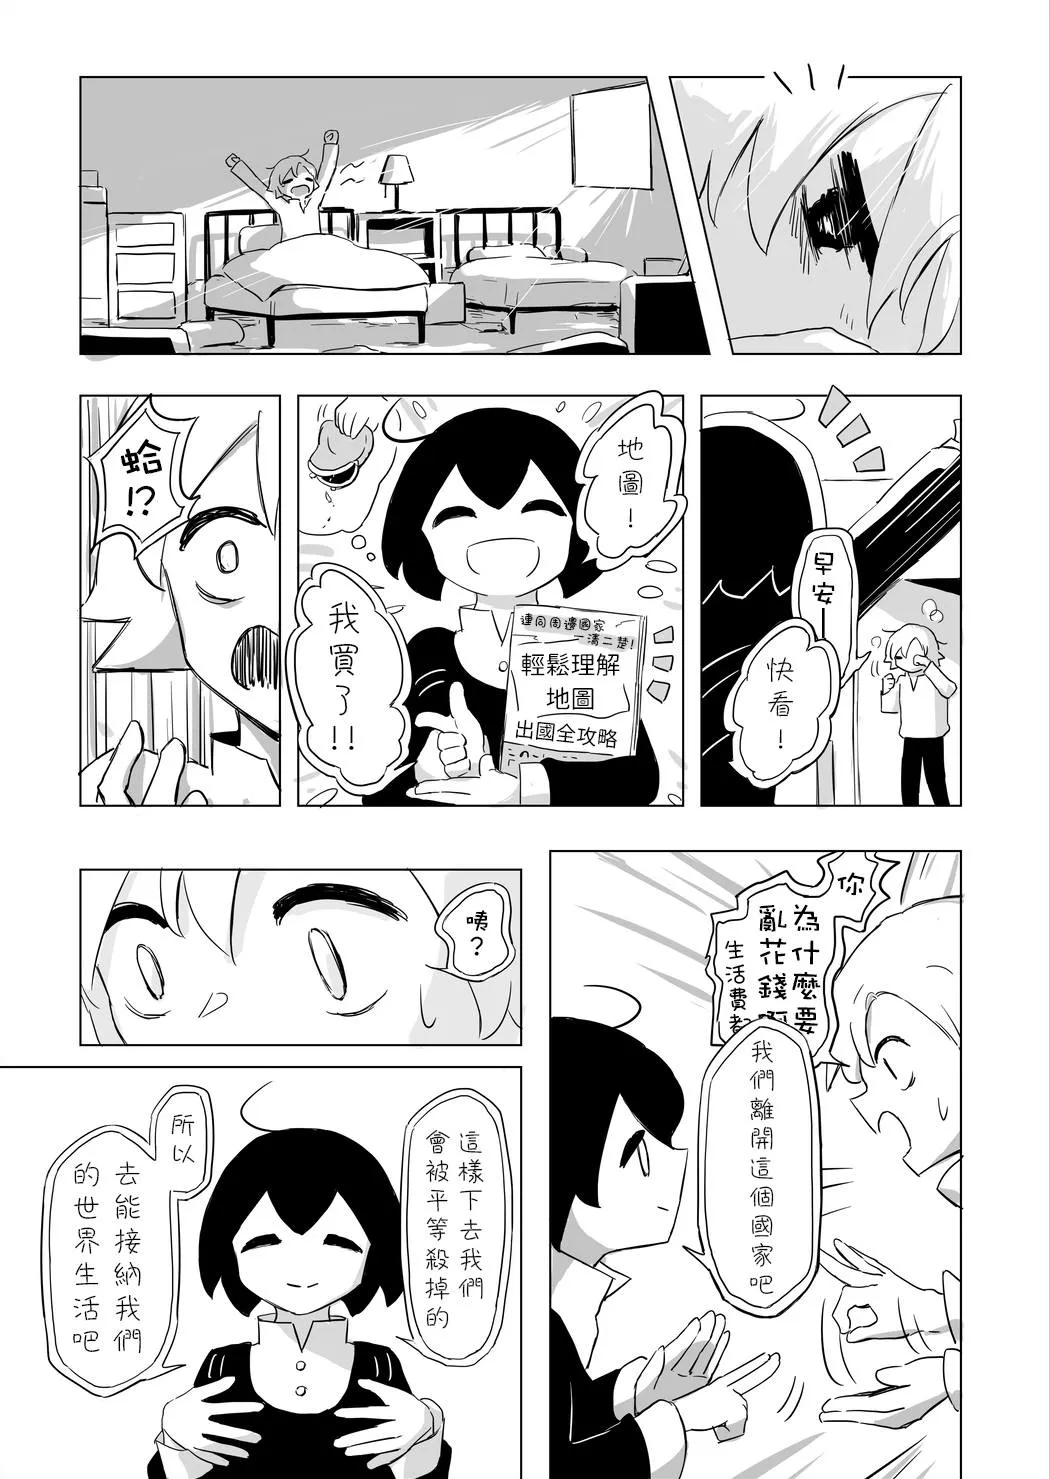 早安——
快看！
地圖！
連同周邊國家
一清二楚！
輕鬆理解
地圖
出國全攻略
我買了！！
蛤
！？
你
為什麼要
亂花錢啊
生活費都
我們離開這個國家吧
咦？
這樣下去我們
會被平等殺掉的
所以
去能接納我們
的世界生活吧